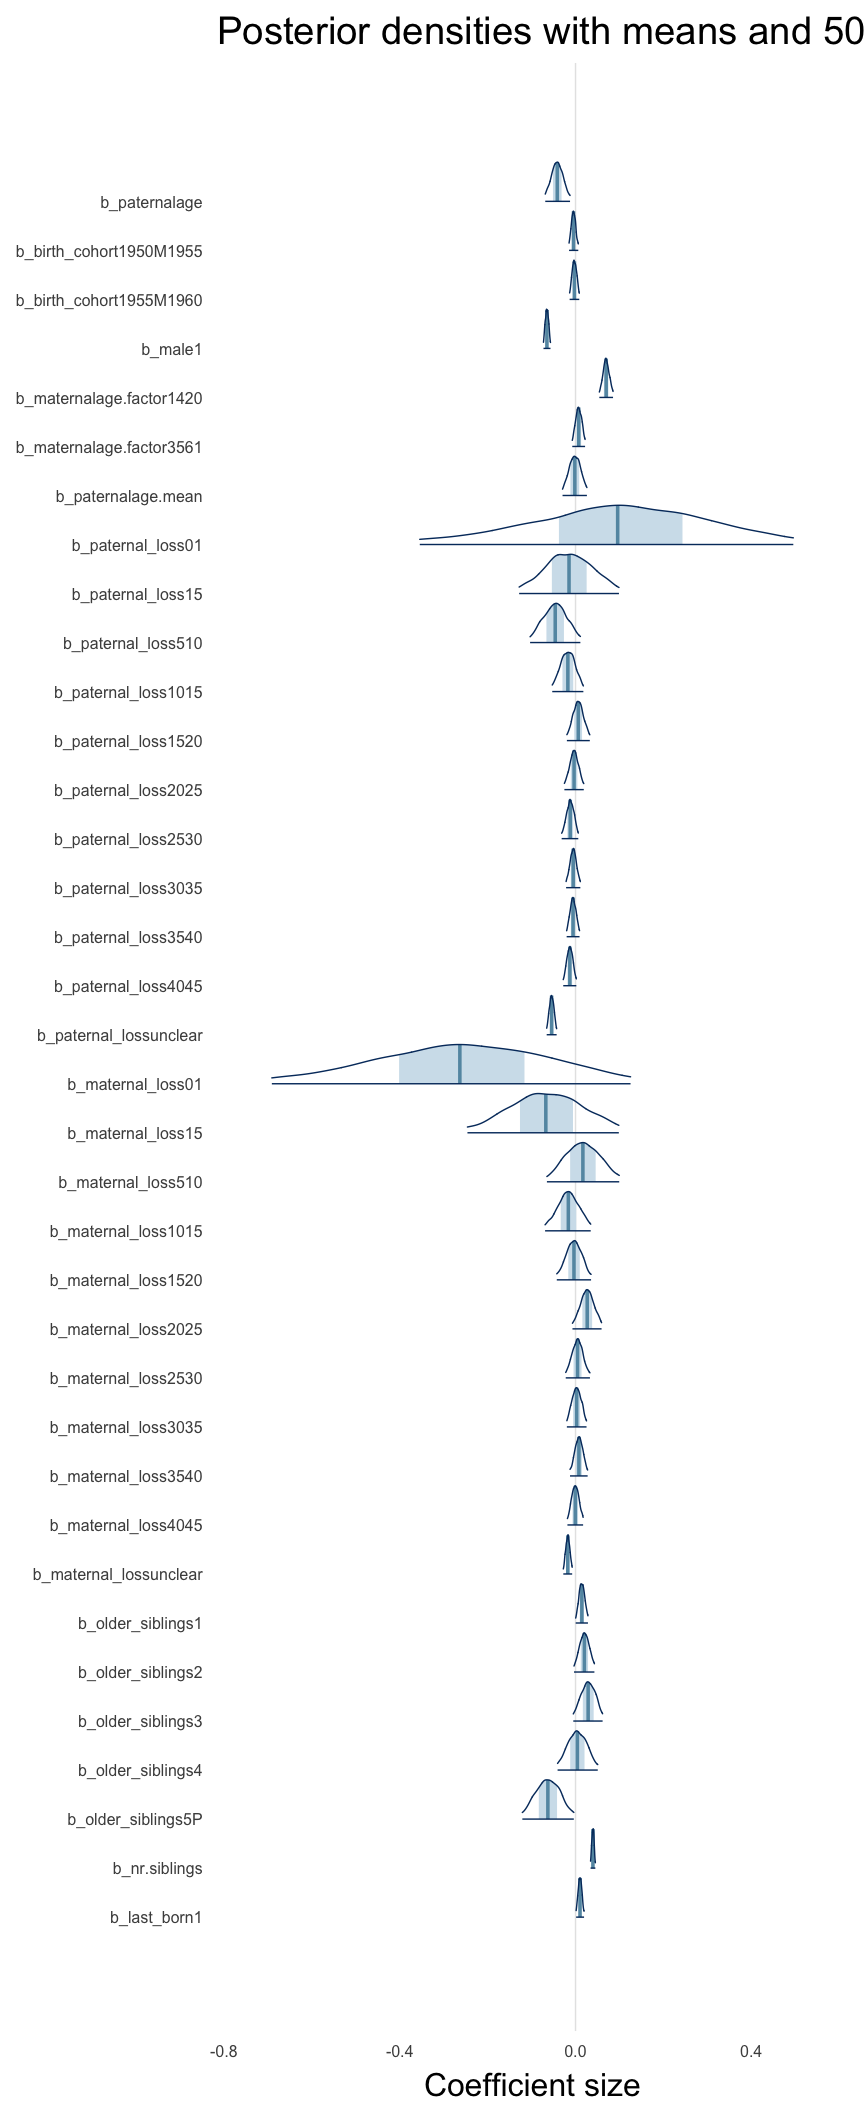 Posterior densities with means and 50
b_paternalage
b_birth_cohort1950M1955
b_birth_cohort1955M1960
b_male1
b_maternalage.factor1420
b_maternalage.factor3561
b_paternalage.mean
b_paternal_loss01
b_paternal_loss15
b_paternal_loss510
b_paternal_loss1015
b_paternal_loss1520
b_paternal_loss2025
b_paternal_loss2530
b_paternal_loss3035
b_paternal_loss3540
b_paternal_loss4045
b_paternal_lossunclear
b_maternal_loss01
b_maternal_loss15
b_maternal_loss510
b_maternal_loss1015
b_maternal_loss1520
b_maternal_loss2025
b_maternal_loss2530
b_maternal_loss3035
b_maternal_loss3540
b_maternal_loss4045
b_maternal_lossunclear
b_older_siblings1
b_older_siblings2
b_older_siblings3
b_older_siblings4
b_older_siblings5P
b_nr.siblings
b_last_born1
-0.8 -0.4 0.0 0.4
Coefficient size